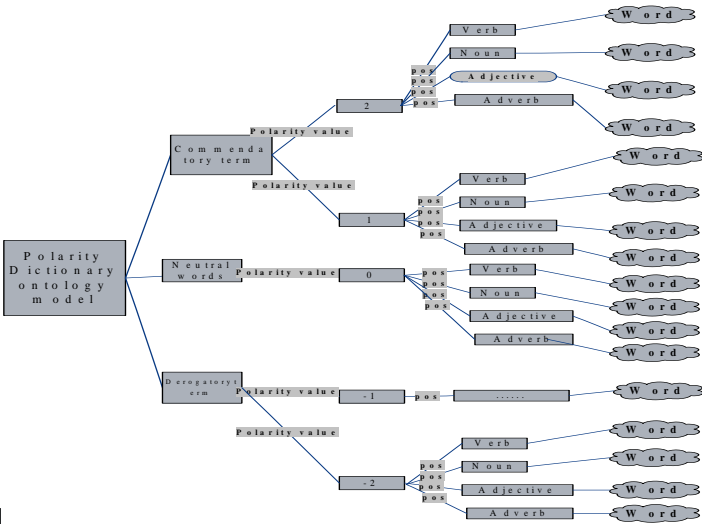 Polarity
Dictionary
ontology
model
Commenda
tory term
Polarity value
2
pos
pos
pos
pos
Verb
Noun
Adjective
Adverb
Word
Word
Word
Word
Polarity value
1
pos
pos
pos
pos
Verb
Noun
Adjective
Adverb
Word
Word
Word
Word
Neutral
words
Polarity value
0
pos
pos
pos
pos
Verb
Noun
Adjective
Adverb
Word
Word
Word
Word
Derogatoryt
erm
Polarity value
-1
pos
......
Word
Polarity value
-2
pos
pos
pos
pos
Verb
Noun
Adjective
Adverb
Word
Word
Word
Word